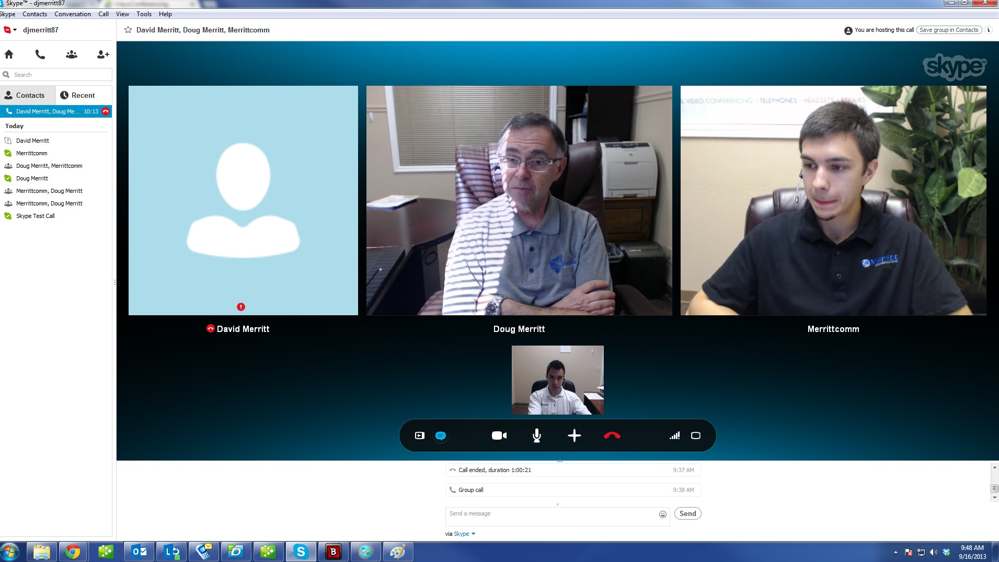 Skype™ - djmerritt87
Skype Contacts Conversation Call View Tools Help
djmerritt87
David Merritt, Doug Merritt, Merrittcomm
You are hosting this call
Save group in Contacts
Search
Contacts
Recent
David Merritt, Doug Me... 10:13
Today
David Merritt
Merrittcomm
Doug Merritt, Merrittcomm
Doug Merritt
Merrittcomm, Doug Merritt
Merrittcomm, Doug Merritt
Skype Test Call
skype™
& VIDEO CONFERENCING · TELEPHONES · HEADSETS · REPAIRS
Merritt
COMMUNICATIONS
David Merritt
Doug Merritt
Merrittcomm
Call ended, duration 1:00:21 9:37 AM
Group call 9:38 AM
Send a message
Send
via Skype
9:48 AM
9/16/2013